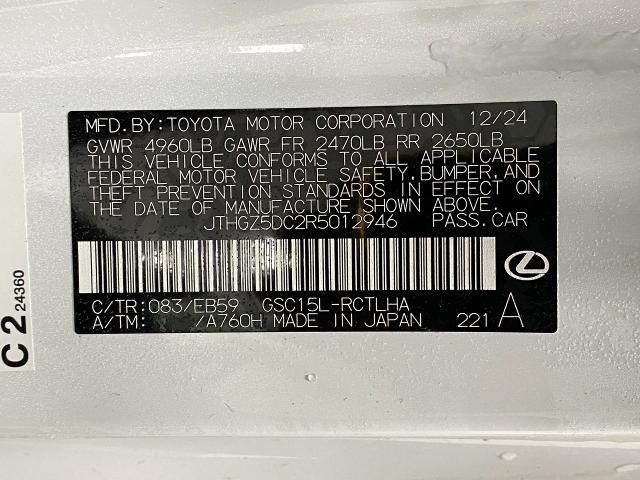 MFD. BY: TOYOTA MOTOR CORPORATION 12/24
GVWR 4960LB GAWR FR 2470LB RR 2650LB
THIS VEHICLE CONFORMS TO ALL APPLICABLE
FEDERAL MOTOR VEHICLE SAFETY, BUMPER, AND
THEFT PREVENTION STANDARDS IN EFFECT ON
THE DATE OF MANUFACTURE SHOWN ABOVE.
JTHGZ5DC2R5012946 PASS. CAR
C/TR: 083/EB59 GSC15L-RCTLHA
A/TM: /A760H MADE IN JAPAN 221 A
C 2 24360